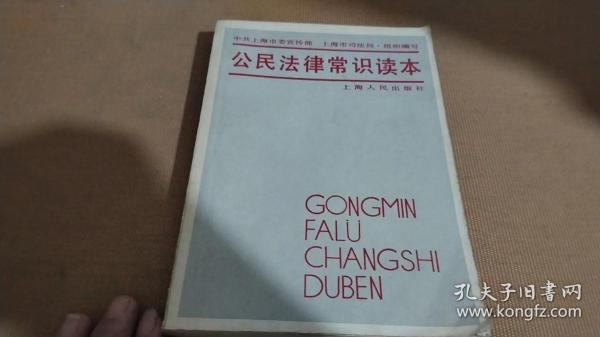 中共上海市委宣传部 上海市司法局·组织编写
公民法律常识读本
上海人民出版社
GONGMIN
FALÜ
CHANGSHI
DUBEN
孔夫子旧書网
www.kongfz.com